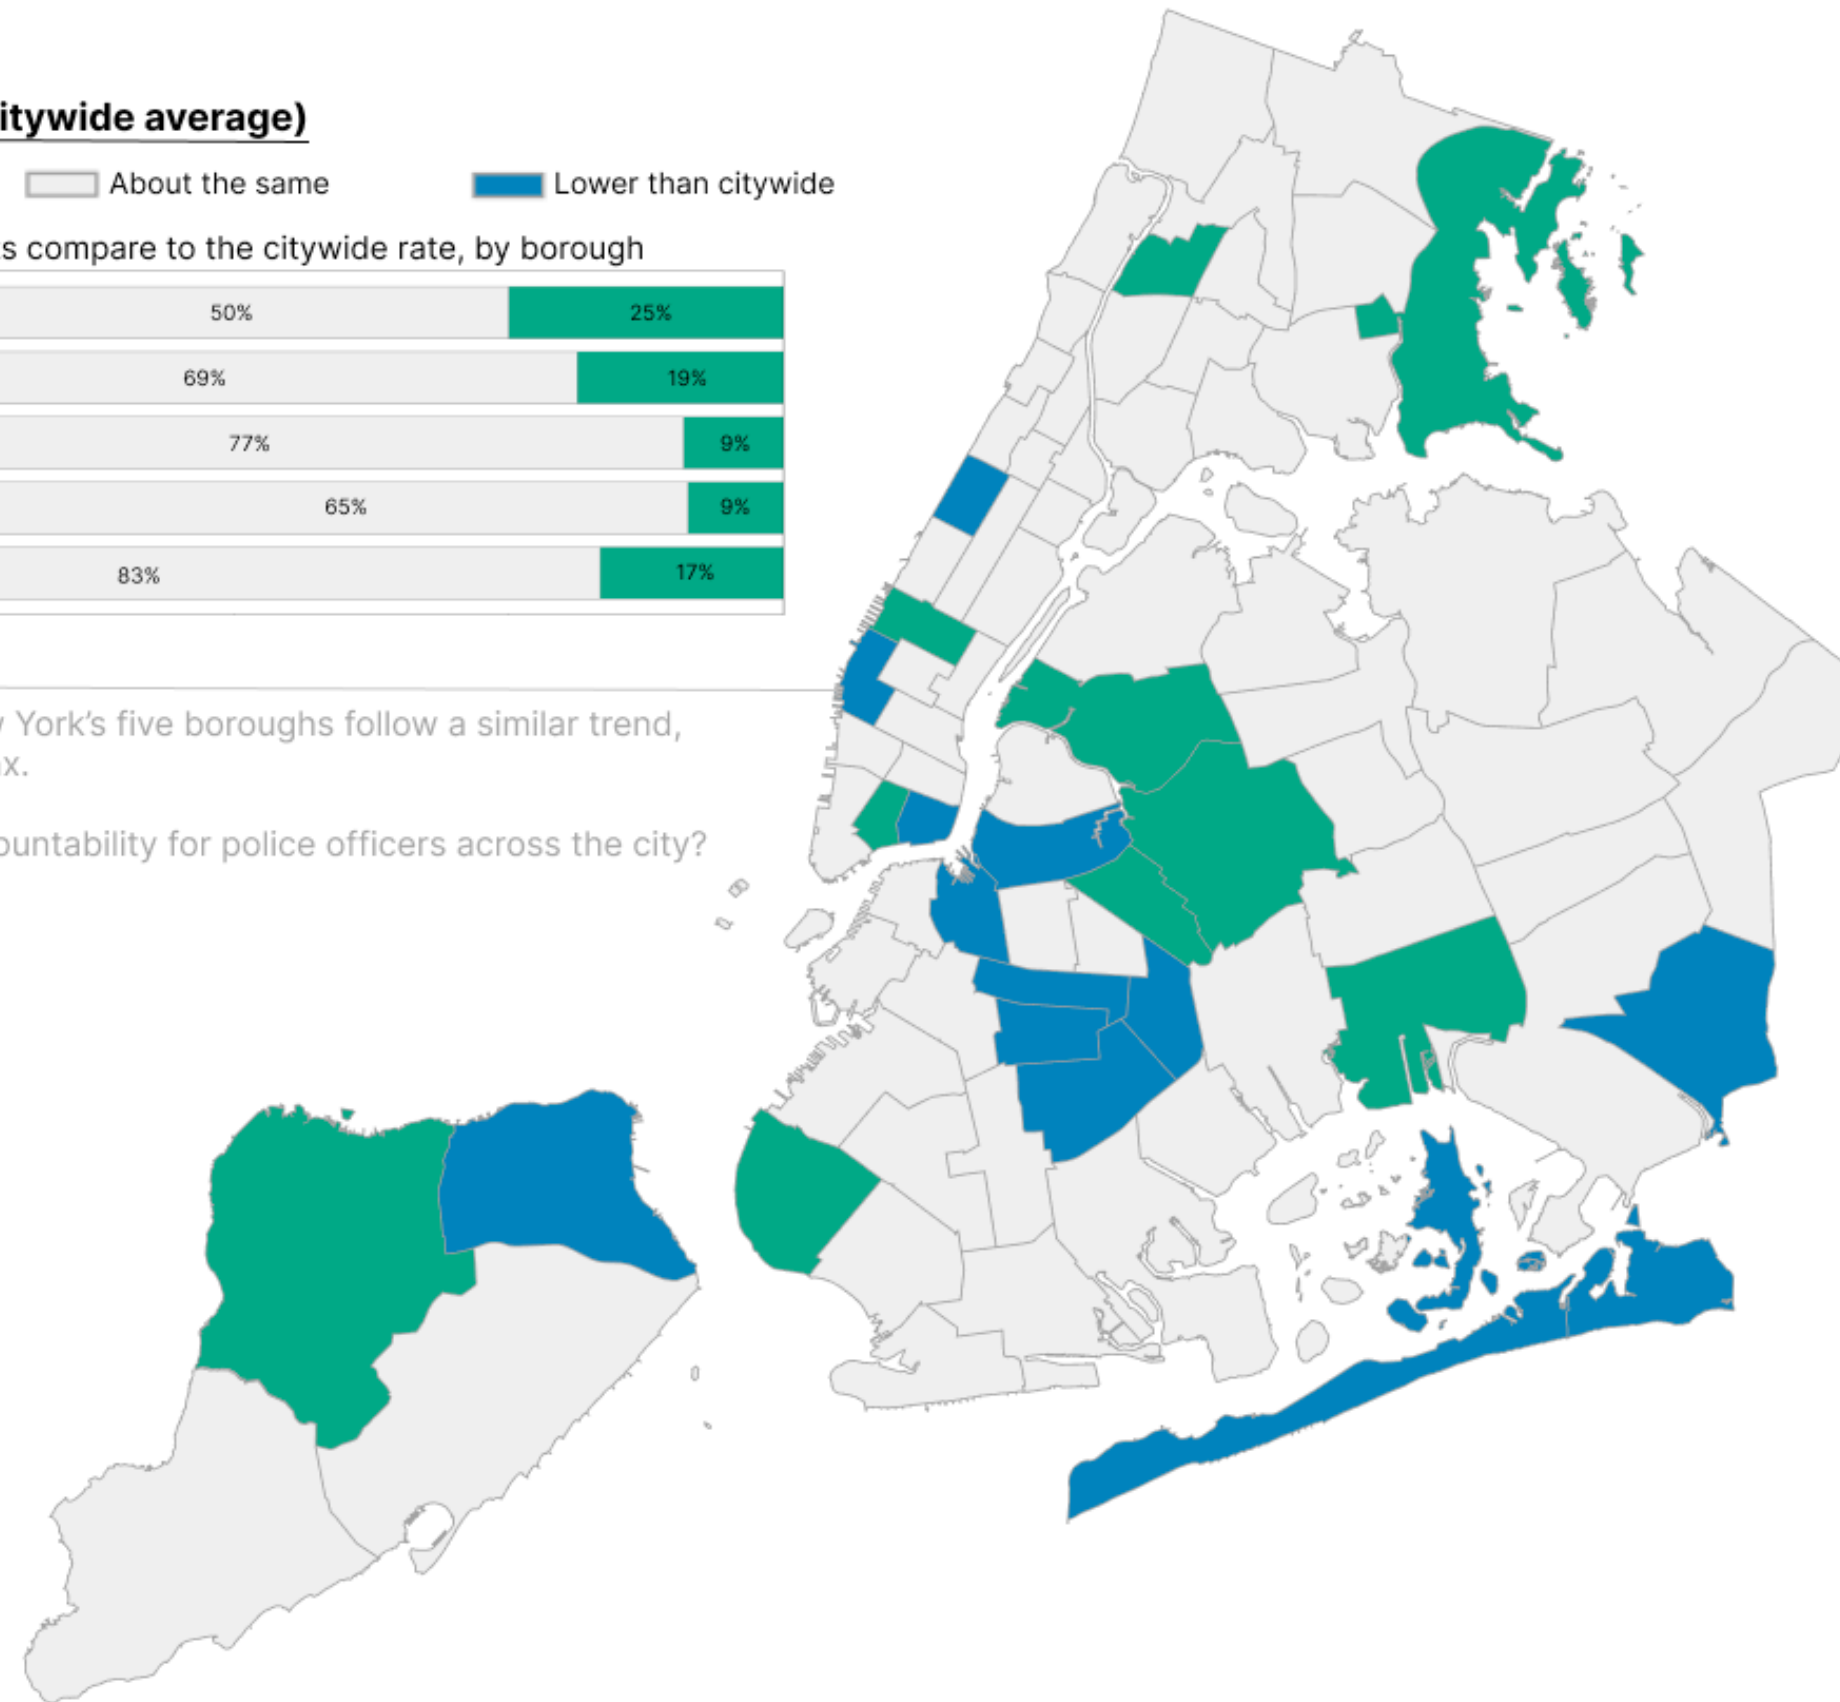 itywide average)
About the same
Lower than citywide
s compare to the citywide rate, by borough
50% 25%
69% 19%
77% 9%
65% 9%
83% 17%
York's five boroughs follow a similar trend,
x.
ountability for police officers across the city?